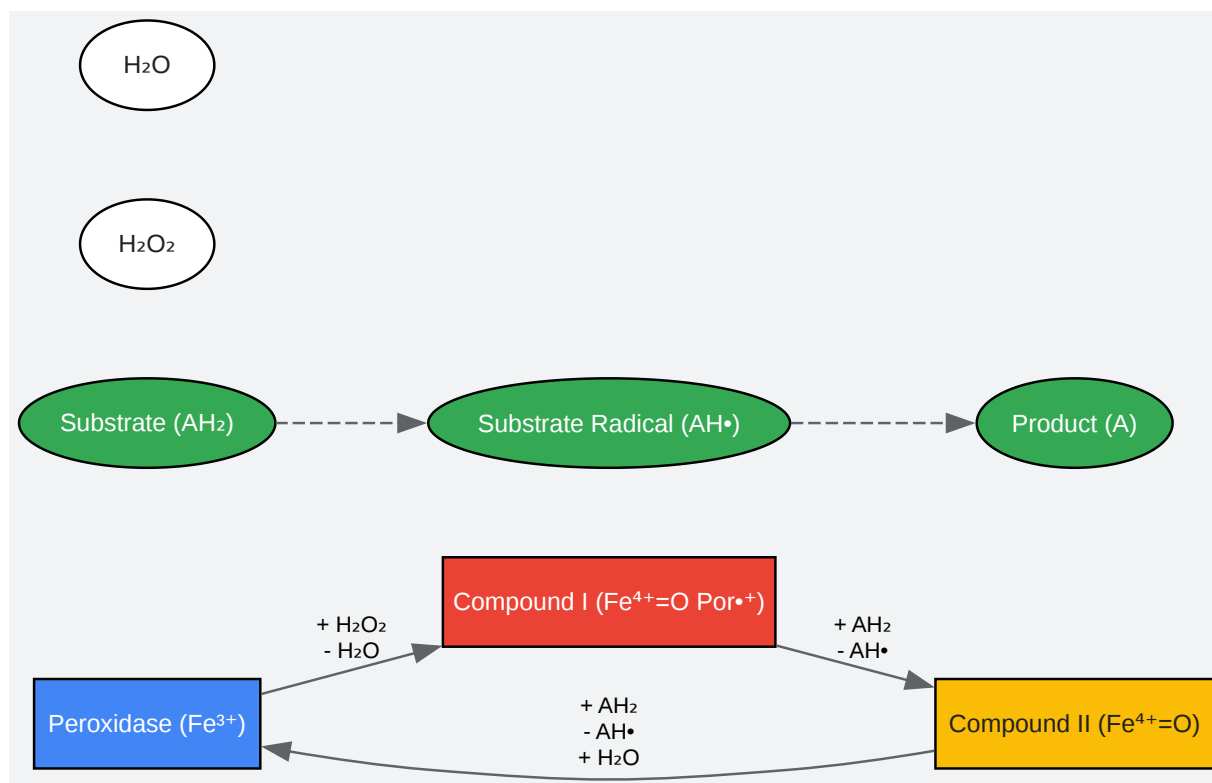 H₂O
H₂O₂
Substrate (AH₂)
Substrate Radical (AH•)
Product (A)
Compound I (Fe⁴⁺=O Por•⁺)
+ H₂O₂
- H₂O
+ AH₂
- AH•
Peroxidase (Fe³⁺)
+ AH₂
- AH•
+ H₂O
Compound II (Fe⁴⁺=O)